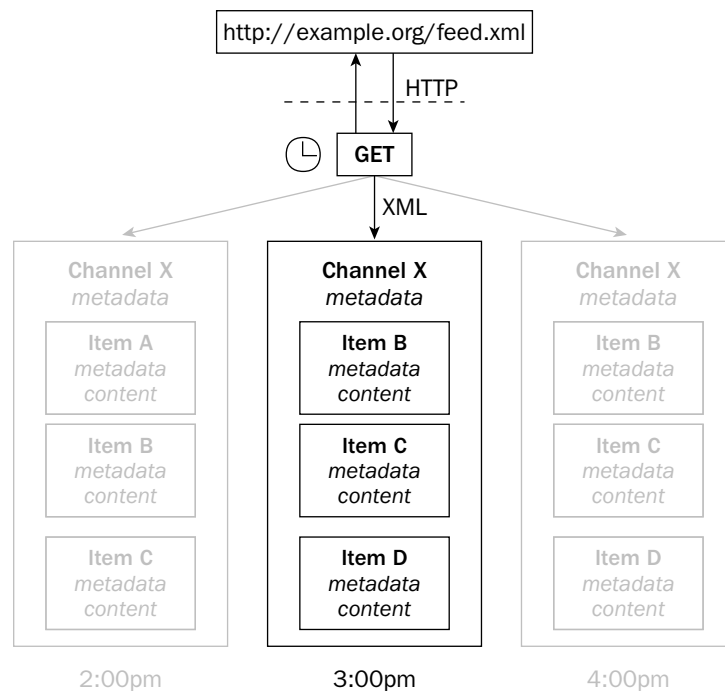 http://example.org/feed.xml
HTTP
GET
XML
Channel X
metadata
Item A
metadata
content
Item B
metadata
content
Item C
metadata
content
2:00pm
Channel X
metadata
Item B
metadata
content
Item C
metadata
content
Item D
metadata
content
3:00pm
Channel X
metadata
Item B
metadata
content
Item C
metadata
content
Item D
metadata
content
4:00pm